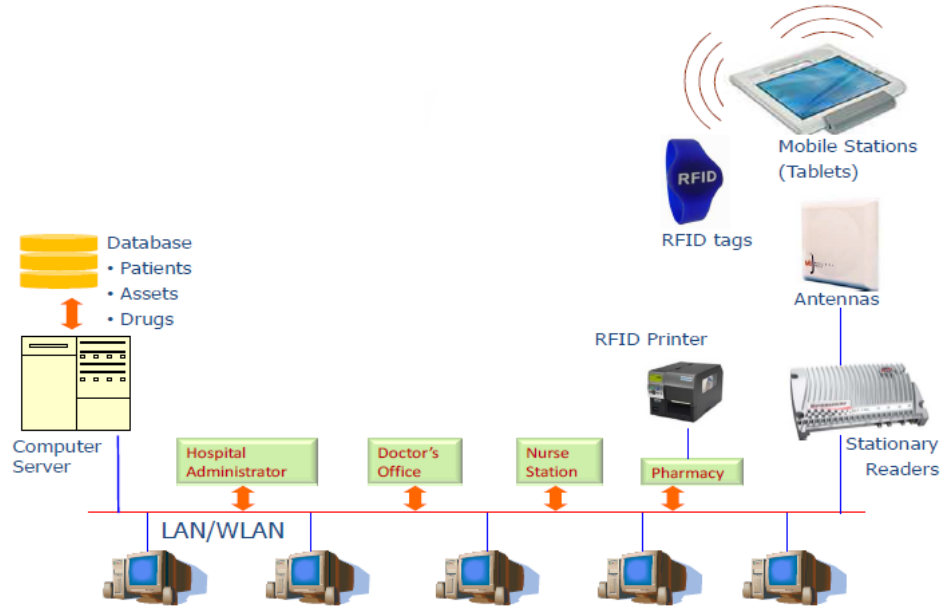 Mobile Stations
(Tablets)
RFID
RFID tags
Database
• Patients
• Assets
• Drugs
Antennas
RFID Printer
Computer
Server
Hospital
Administrator
Doctor's
Office
Nurse
Station
Pharmacy
Stationary
Readers
LAN/WLAN